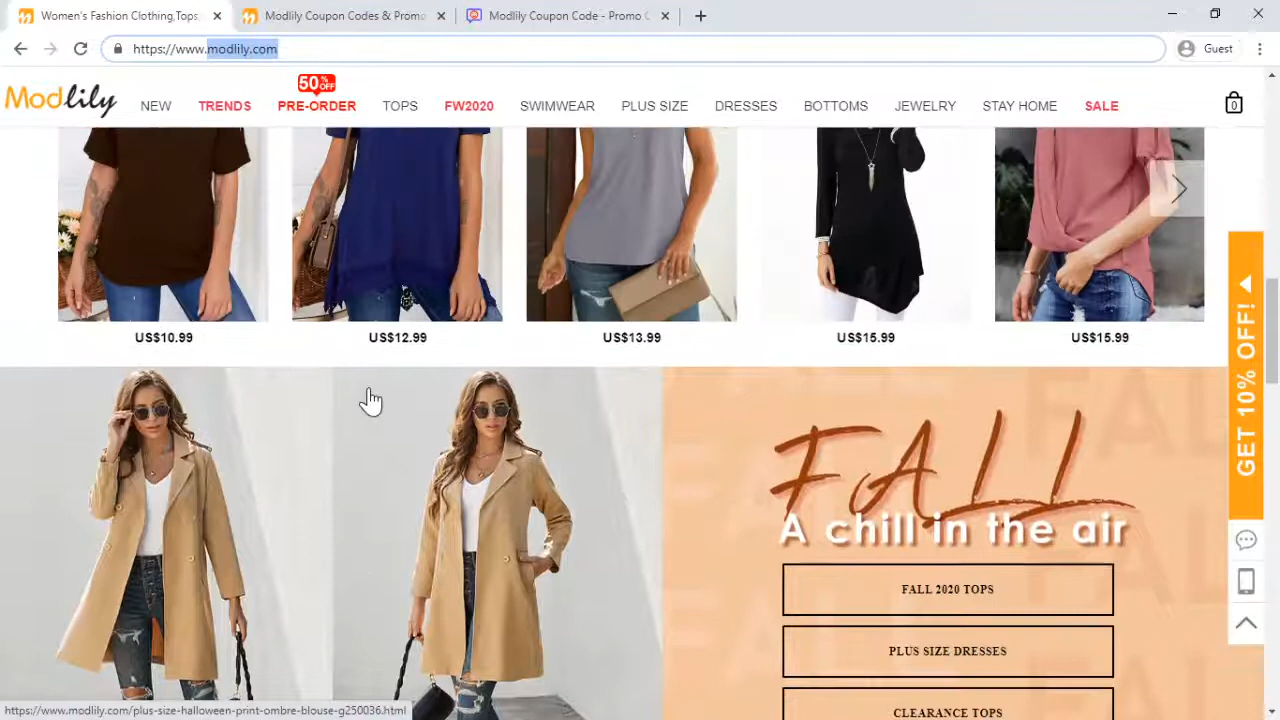 Women's Fashion Clothing,Tops,
Modlily Coupon Codes & Promo
Modlily Coupon Code - Promo C
https://www.modlily.com
Guest
Modlily
NEW
TRENDS
50% OFF
PRE-ORDER
TOPS
FW2020
SWIMWEAR
PLUS SIZE
DRESSES
BOTTOMS
JEWELRY
STAY HOME
SALE
0
US$10.99
US$12.99
US$13.99
US$15.99
US$15.99
GET 10% OFF!
FALL
A chill in the air
FALL 2020 TOPS
PLUS SIZE DRESSES
CLEARANCE TOPS
https://www.modlily.com/plus-size-halloween-print-ombre-blouse-g250036.html